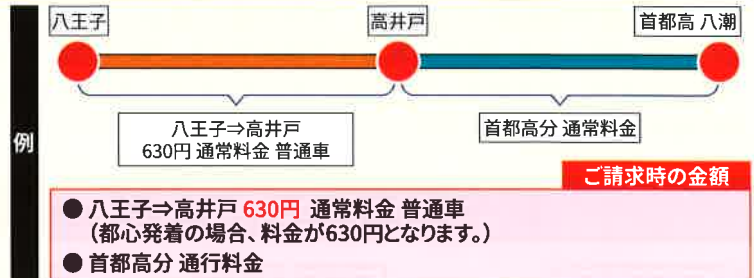 八王子
高井戸
首都高 八潮
例
八王子⇒高井戸
630円 通常料金 普通車
首都高分 通常料金
ご請求時の金額
● 八王子⇒高井戸 630円 通常料金 普通車
(都心発着の場合、料金が630円となります。)
● 首都高分 通行料金